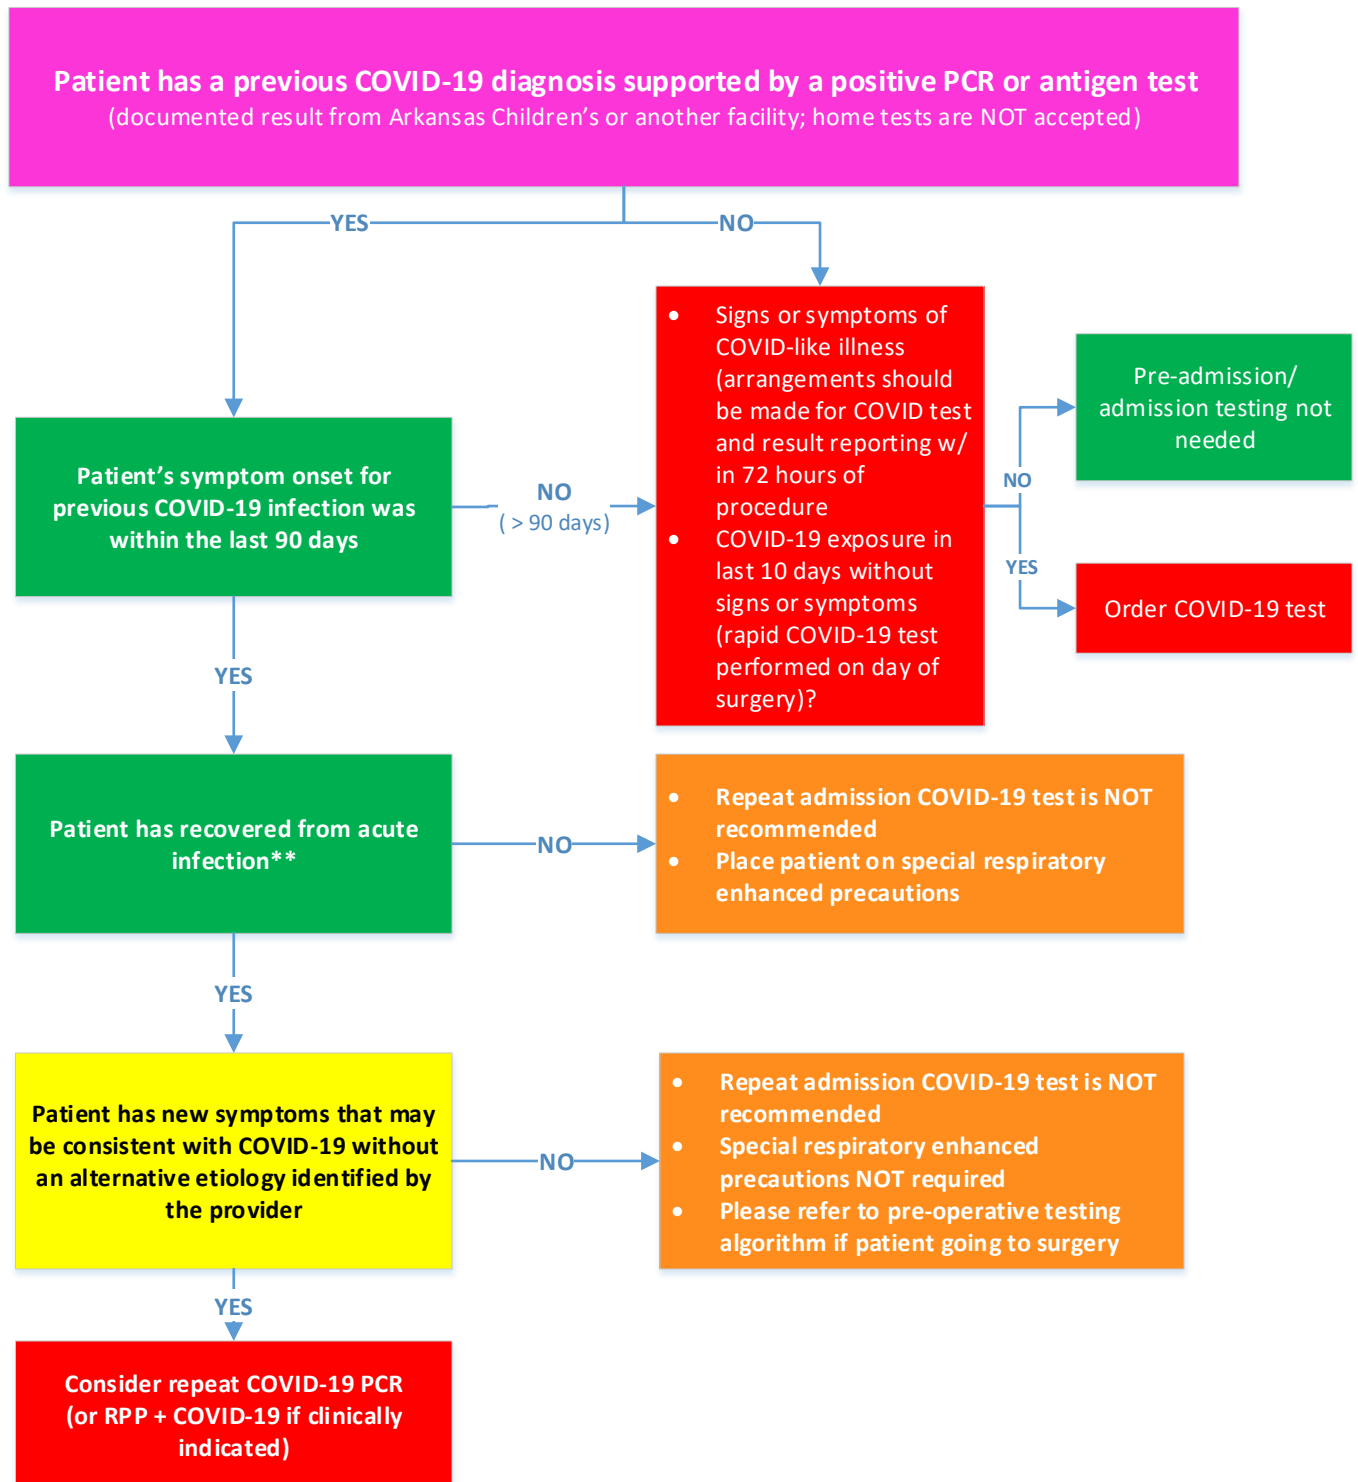 Patient has a previous COVID-19 diagnosis supported by a positive PCR or antigen test
(documented result from Arkansas Children's or another facility; home tests are NOT accepted)
YES
NO
• Signs or symptoms of
COVID-like illness
(arrangements should
be made for COVID test
and result reporting w/
in 72 hours of
procedure
• COVID-19 exposure in
last 10 days without
signs or symptoms
(rapid COVID-19 test
performed on day of
surgery)?
Pre-admission/
admission testing not
needed
NO
YES
Order COVID-19 test
Patient's symptom onset for
previous COVID-19 infection was
within the last 90 days
NO
( > 90 days)
YES
Patient has recovered from acute
infection**
NO
• Repeat admission COVID-19 test is NOT
recommended
• Place patient on special respiratory
enhanced precautions
YES
Patient has new symptoms that may
be consistent with COVID-19 without
an alternative etiology identified by
the provider
NO
• Repeat admission COVID-19 test is NOT
recommended
• Special respiratory enhanced
precautions NOT required
• Please refer to pre-operative testing
algorithm if patient going to surgery
YES
Consider repeat COVID-19 PCR
(or RPP + COVID-19 if clinically
indicated)